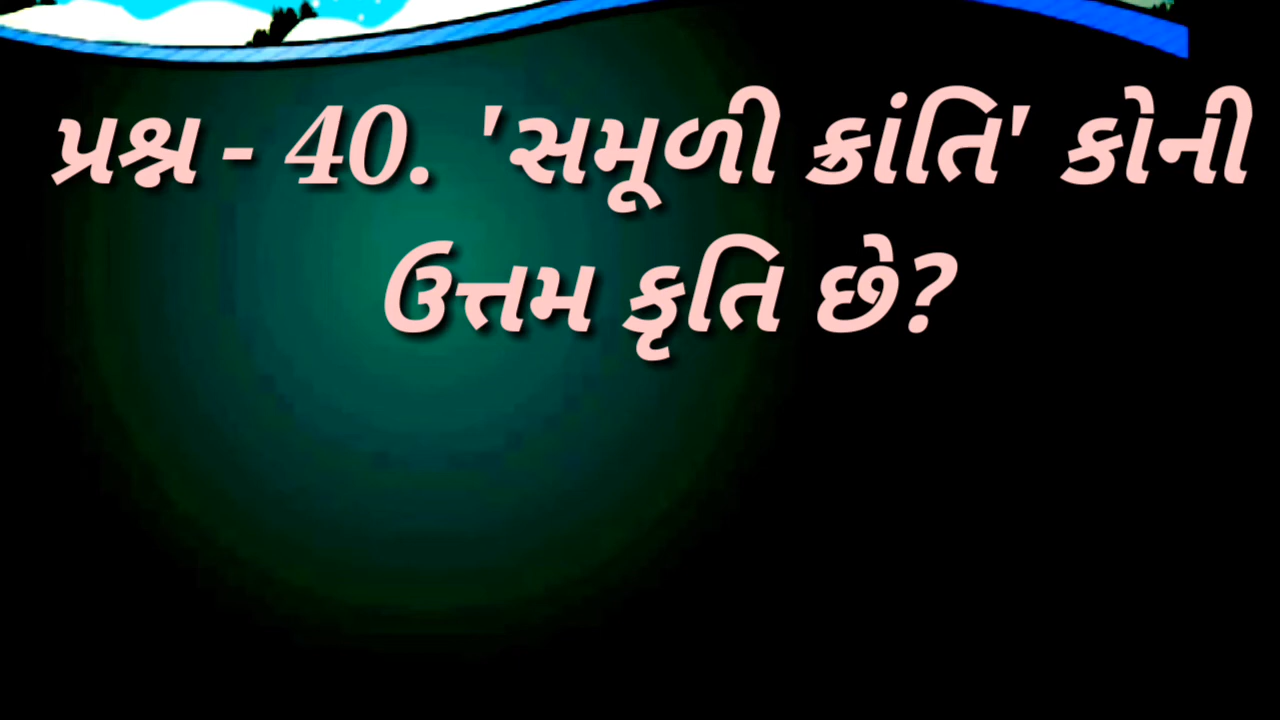 પ્રશ્ન - 40. 'સમૂળી ક્રાંતિ' કોની
ઉત્તમ કૃતિ છે?